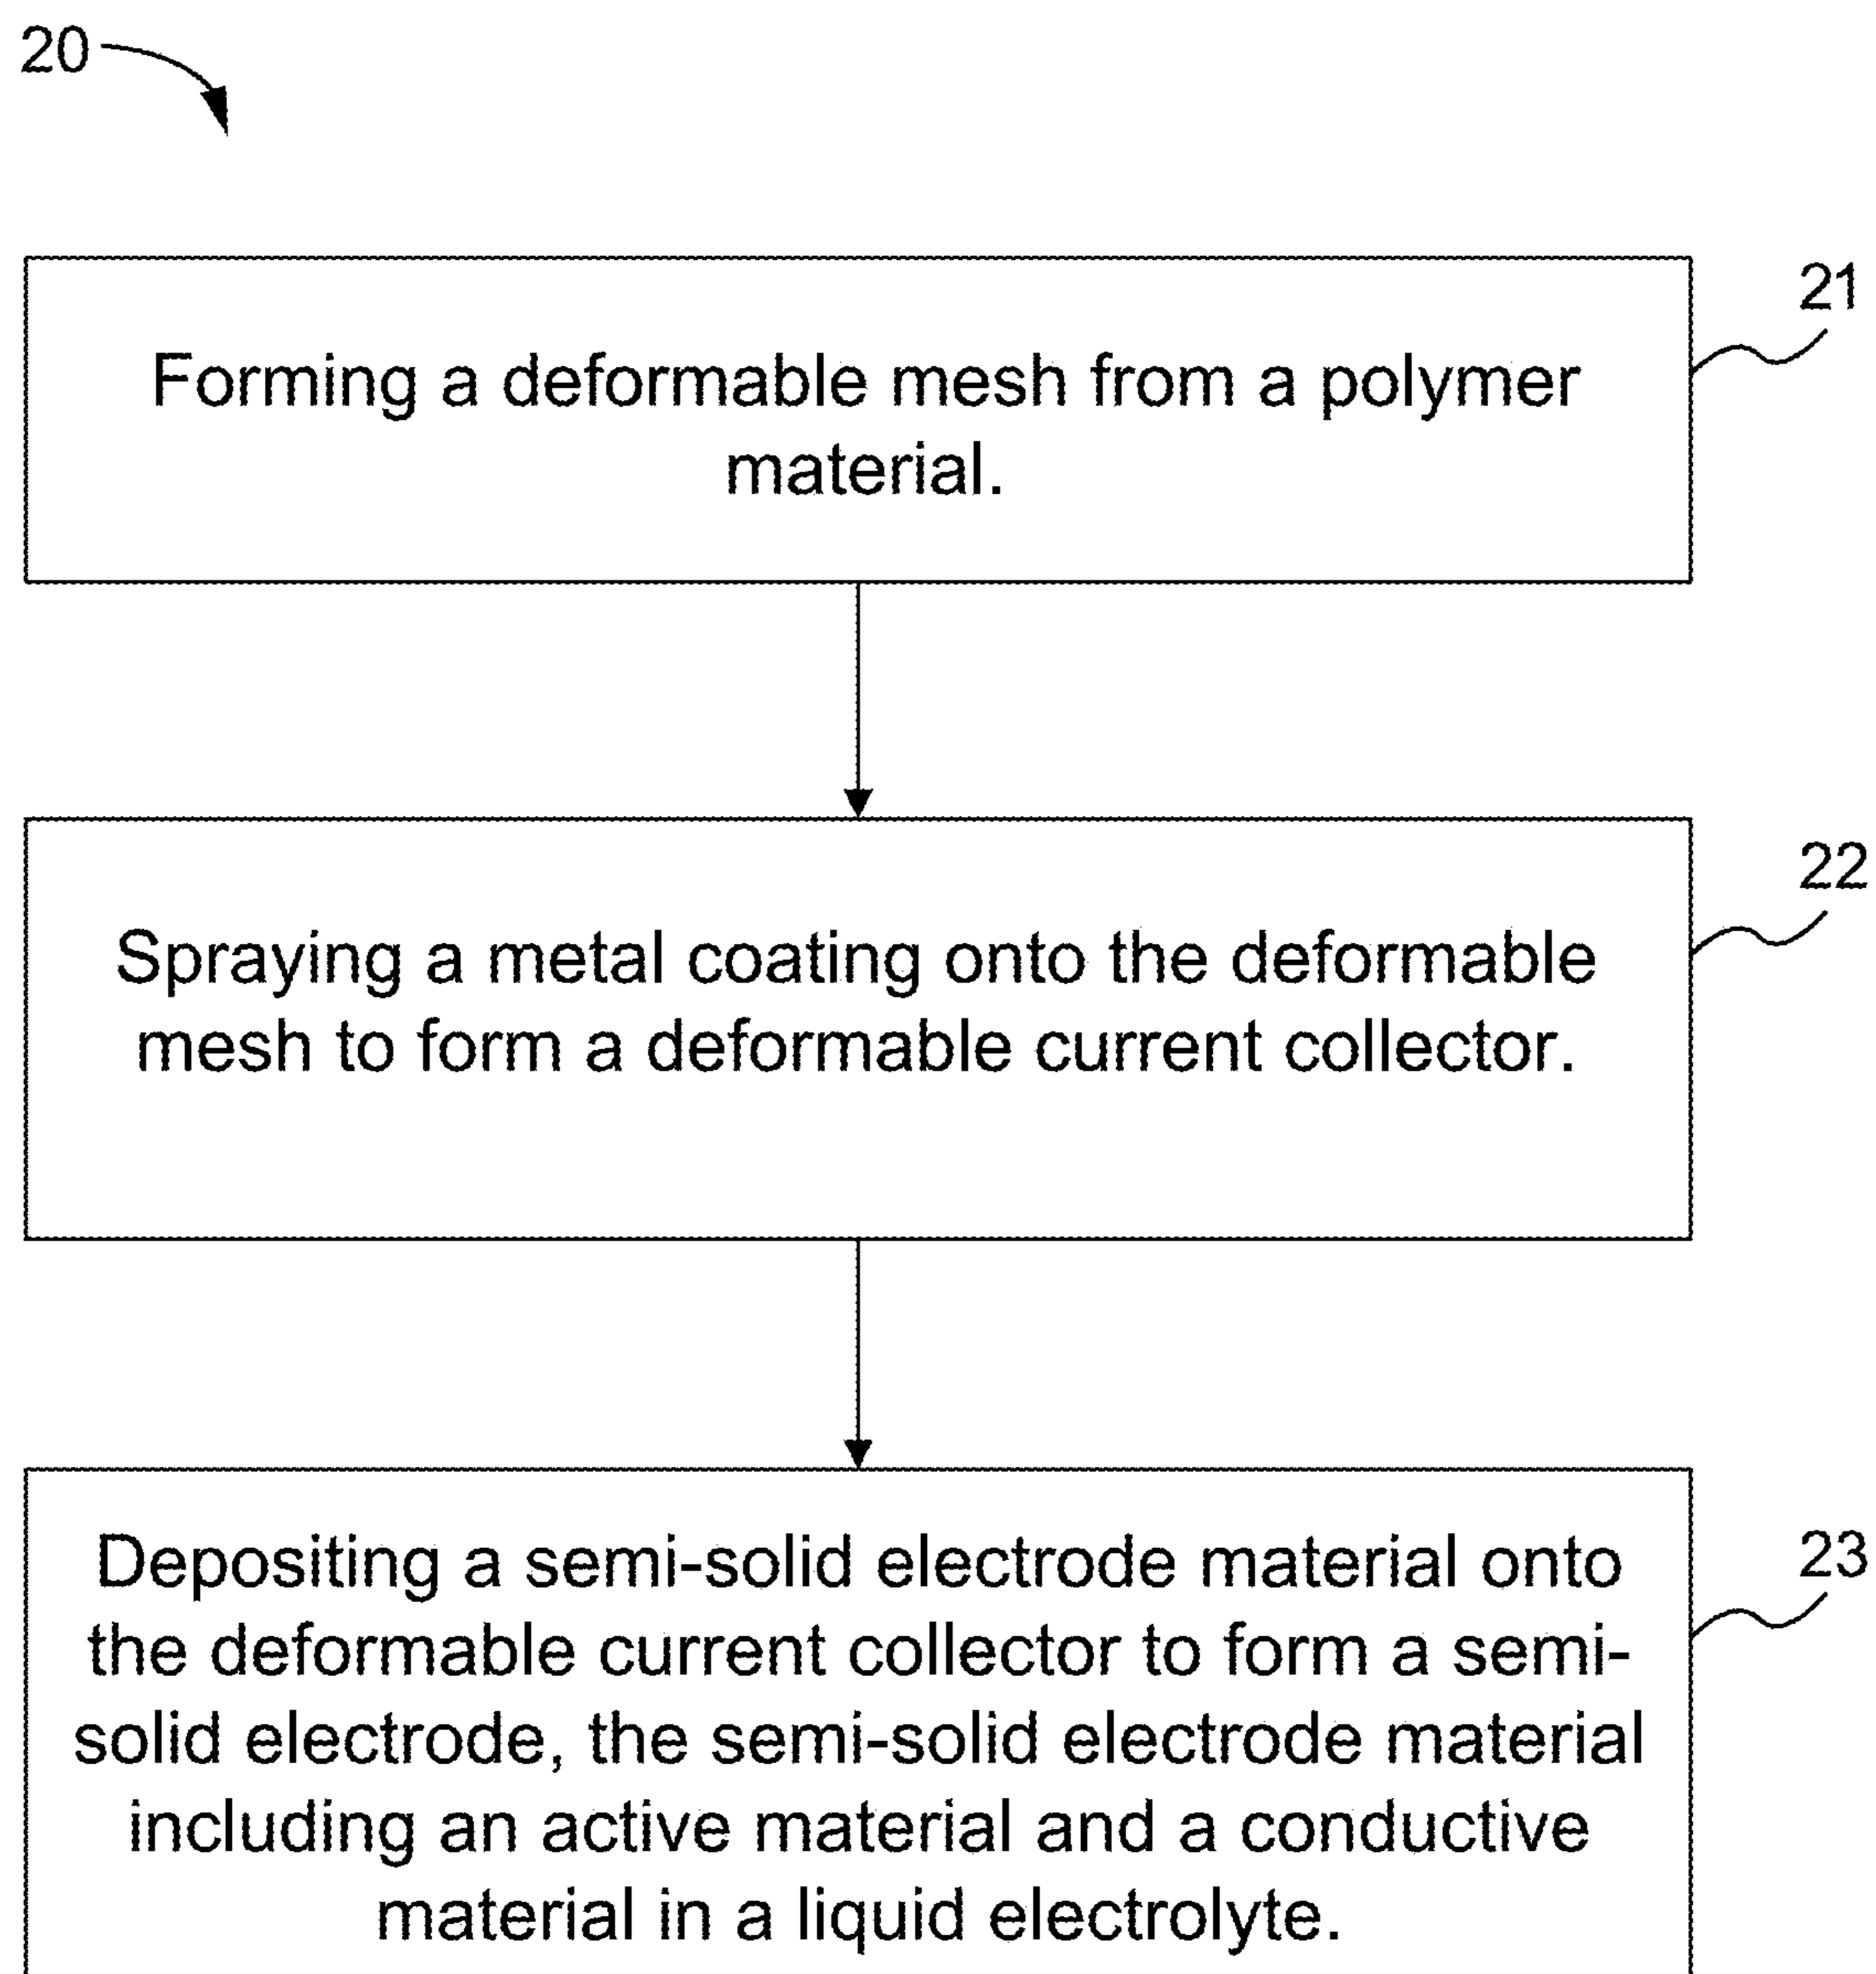 20
21
Forming a deformable mesh from a polymer
material.
22
Spraying a metal coating onto the deformable
mesh to form a deformable current collector.
23
Depositing a semi-solid electrode material onto
the deformable current collector to form a semi-
solid electrode, the semi-solid electrode material
including an active material and a conductive
material in a liquid electrolyte.